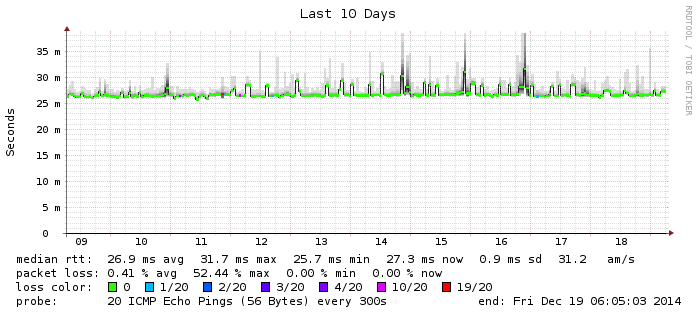 Last 10 Days
RRDTOOL / TOBI OETIKER
Seconds
35 m
30 m
25 m
20 m
15 m
10 m
5 m
0
09 10 11 12 13 14 15 16 17 18
median rtt: 26.9 ms avg 31.7 ms max 25.7 ms min 27.3 ms now 0.9 ms sd 31.2 am/s
packet loss: 0.41 % avg 52.44 % max 0.00 % min 0.00 % now
loss color: 0 1/20 2/20 3/20 4/20 10/20 19/20
probe: 20 ICMP Echo Pings (56 Bytes) every 300s end: Fri Dec 19 06:05:03 2014